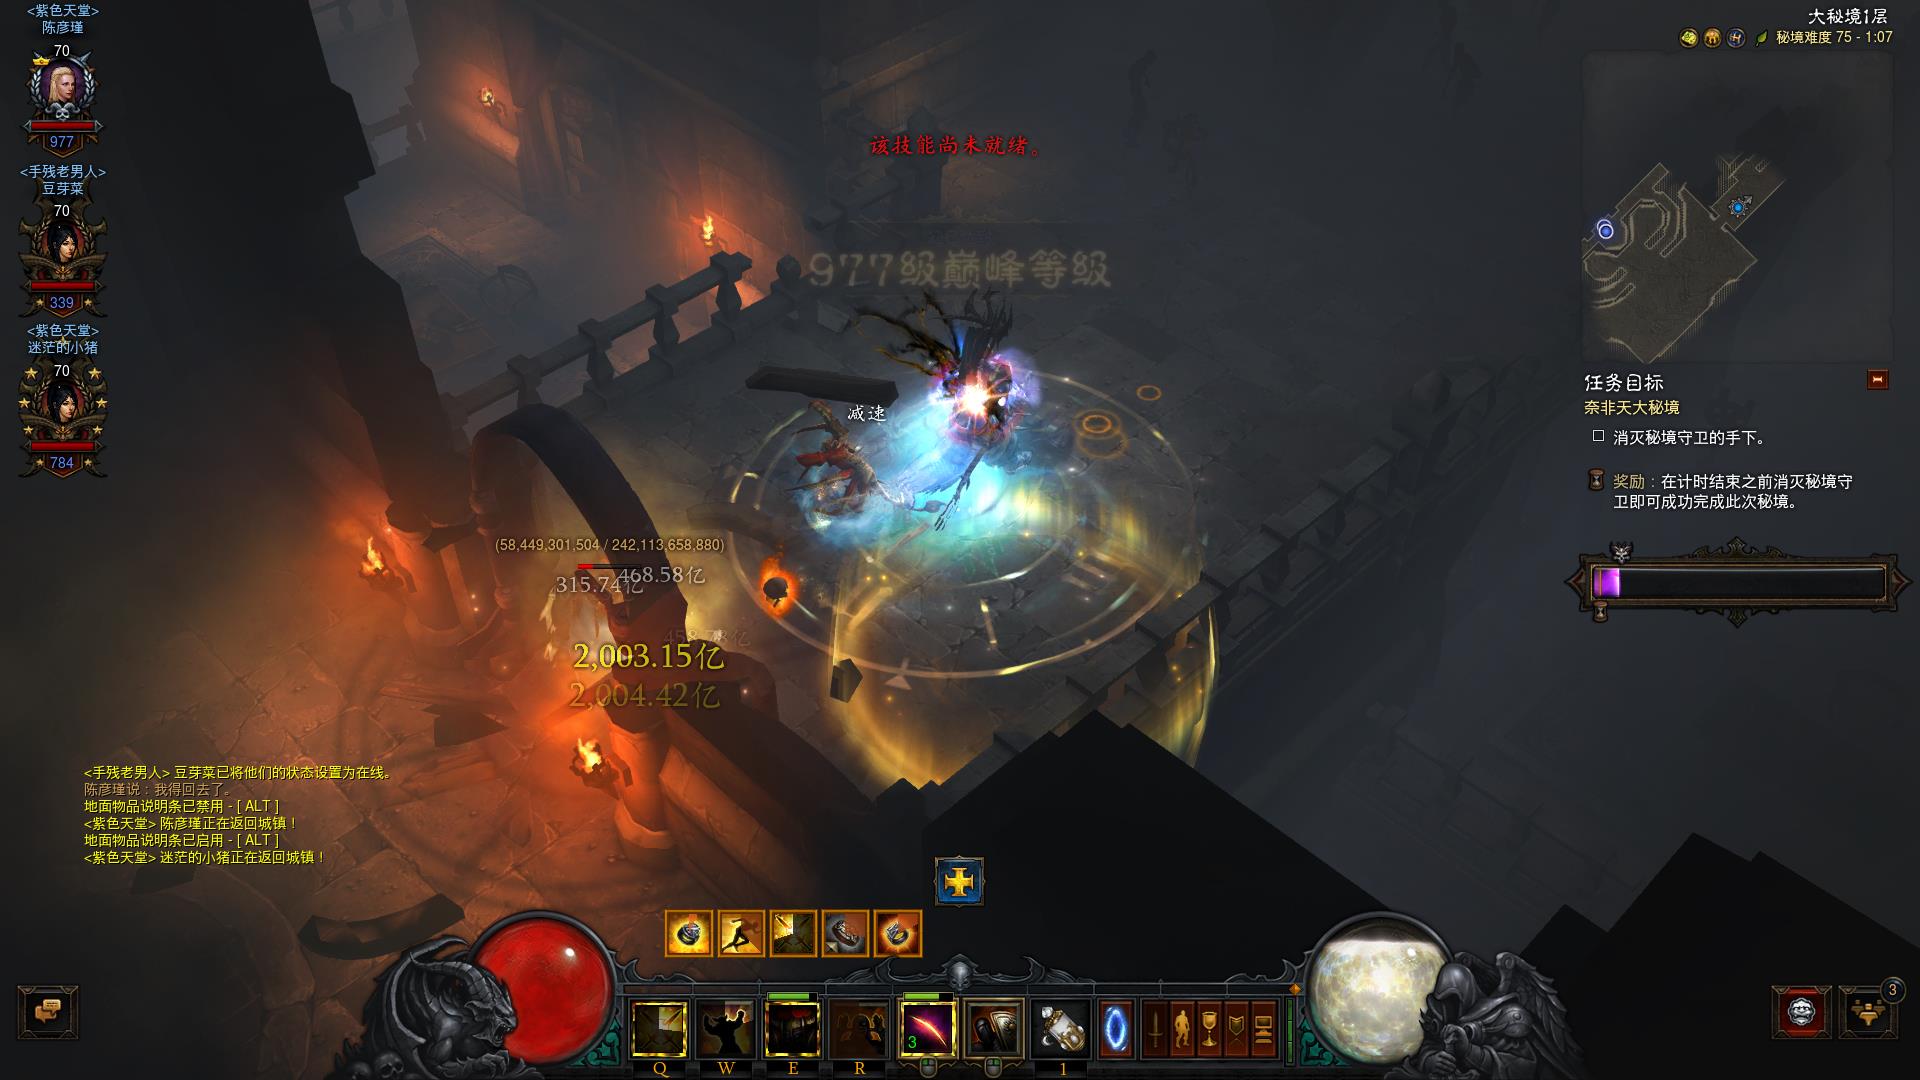 <紫色天堂>
陈彦瑾
70
977
<手残老男人>
豆芽菜
70
339
<紫色天堂>
迷茫的小猪
70
784
大秘境1层
秘境难度 75 - 1:07
该技能尚未就绪。
977级巅峰等级
减速
任务目标
奈非天大秘境
消灭秘境守卫的手下。
奖励：在计时结束之前消灭秘境守
卫即可成功完成此次秘境。
(58,449,301,504 / 242,113,658,880)
468.58亿
315.74亿
2,003.15亿
2,004.42亿
<手残老男人> 豆芽菜已将他们的状态设置为在线。
陈彦瑾说：我得回去了。
地面物品说明条已禁用 - [ ALT ]
<紫色天堂> 陈彦瑾正在返回城镇！
地面物品说明条已启用 - [ ALT ]
<紫色天堂> 迷茫的小猪正在返回城镇！
3
3
Q W E R 1